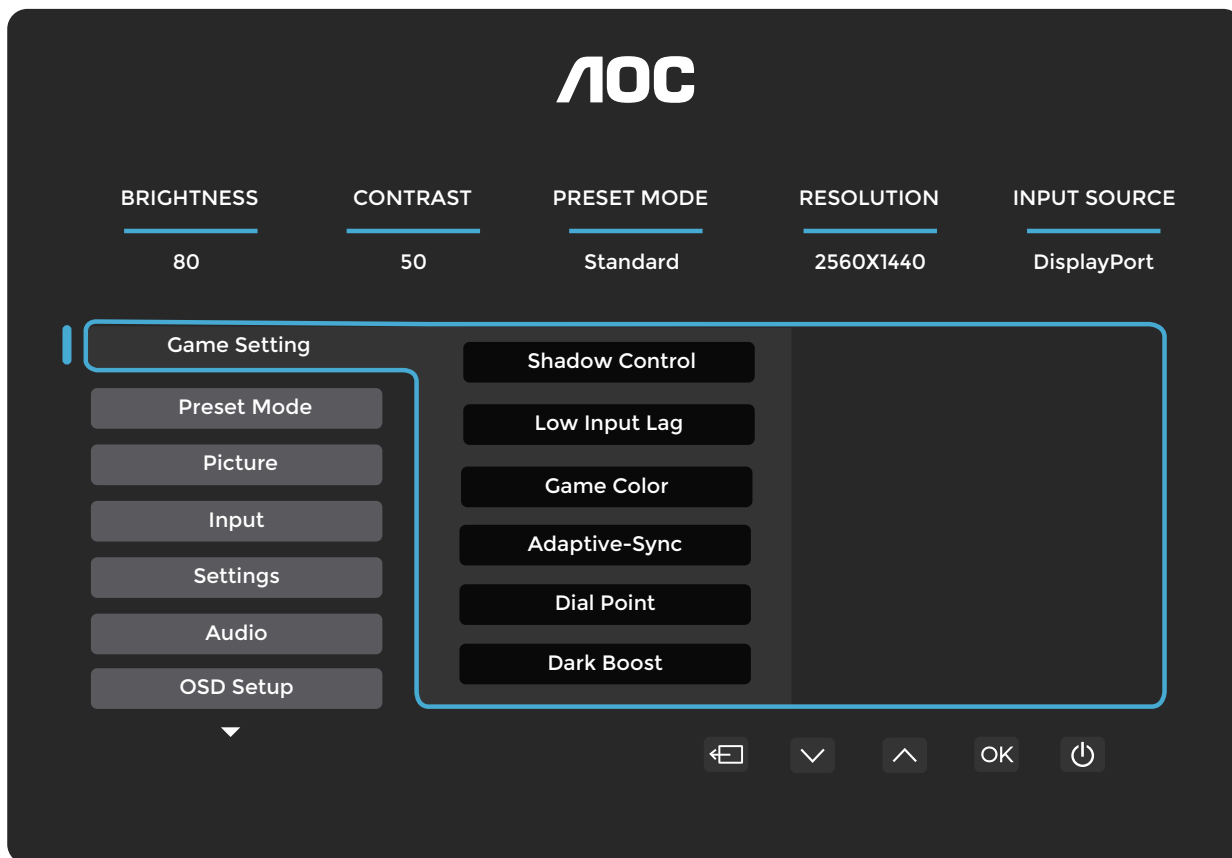 AOC
BRIGHTNESS CONTRAST PRESET MODE RESOLUTION INPUT SOURCE
80 50 Standard 2560X1440 DisplayPort
Game Setting
Preset Mode
Picture
Input
Settings
Audio
OSD Setup
Shadow Control
Low Input Lag
Game Color
Adaptive-Sync
Dial Point
Dark Boost
OK